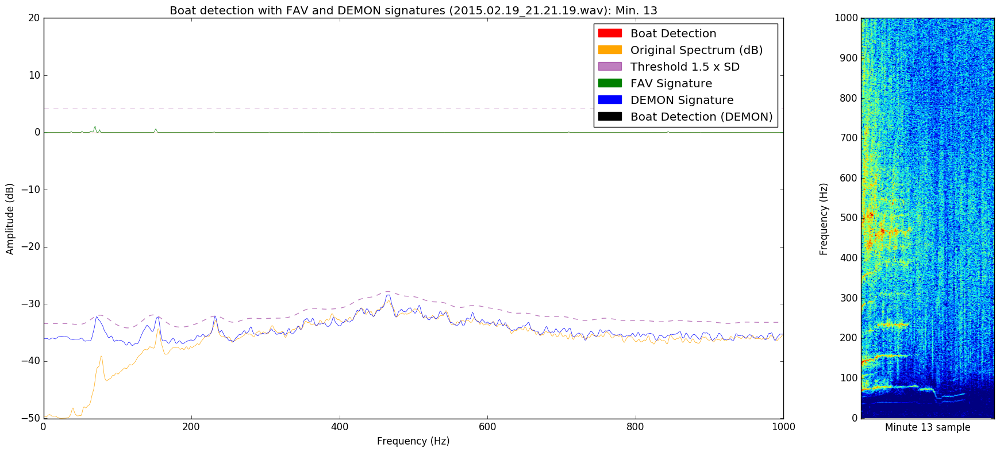 Boat detection with FAV and DEMON signatures (2015.02.19_21.21.19.wav): Min. 13
20
10
0
−10
−20
−30
−40
−50
Amplitude (dB)
0
200
400
600
800
1000
Frequency (Hz)
Boat Detection
Original Spectrum (dB)
Threshold 1.5 x SD
FAV Signature
DEMON Signature
Boat Detection (DEMON)
1000
900
800
700
600
500
400
300
200
100
0
Frequency (Hz)
Minute 13 sample